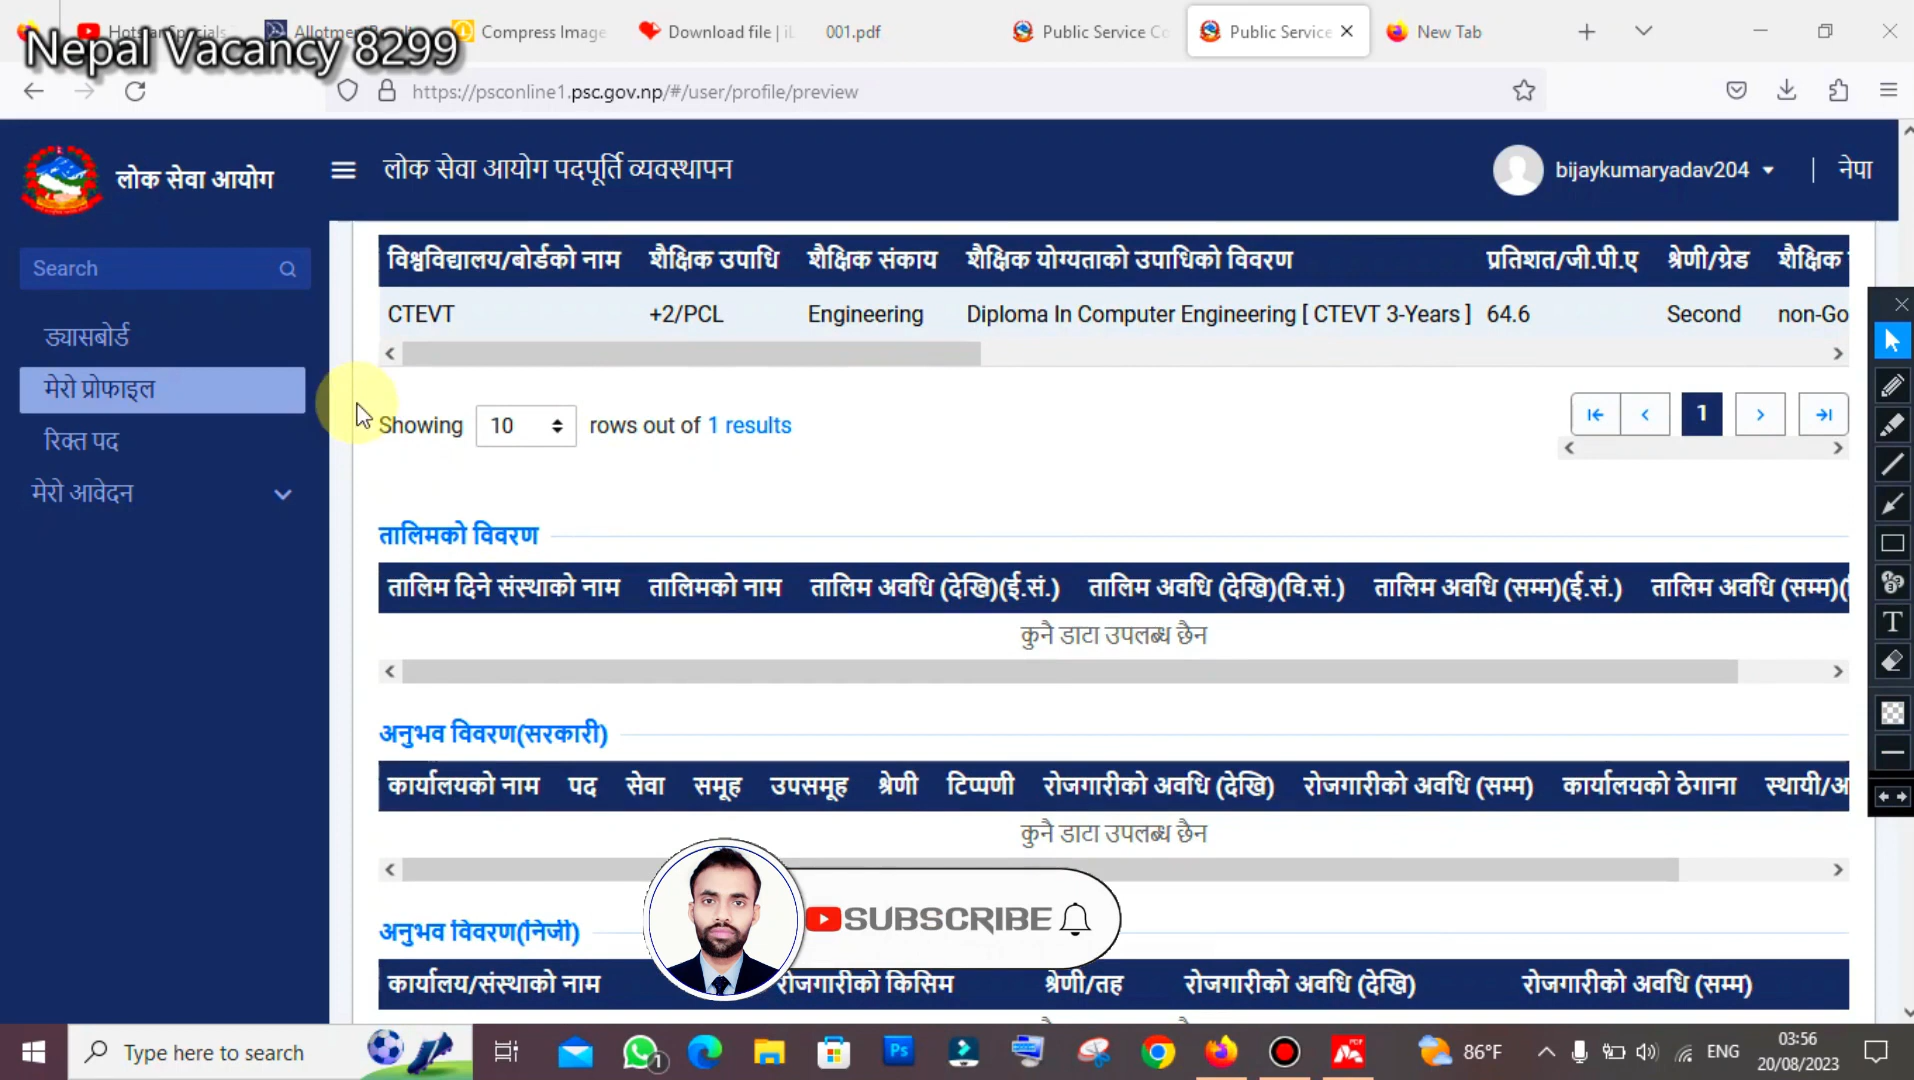 Nepal Vacancy 8299
Compress Image
Download file | iL
001.pdf
Public Service Co
Public Service
New Tab
https://psconline1.psc.gov.np/#/user/profile/preview
लोक सेवा आयोग
लोक सेवा आयोग पदपूर्ति व्यवस्थापन
bijaykumaryadav204
नेपा
Search
ड्यासबोर्ड
मेरो प्रोफाइल
रिक्त पद
मेरो आवेदन
विश्वविद्यालय/बोर्डको नाम शैक्षिक उपाधि शैक्षिक संकाय शैक्षिक योग्यताको उपाधिको विवरण प्रतिशत/जी.पी.ए श्रेणी/ग्रेड शैक्षिक
CTEVT +2/PCL Engineering Diploma In Computer Engineering [ CTEVT 3-Years ] 64.6 Second non-Go
Showing 10 rows out of 1 results
1
तालिमको विवरण
तालिम दिने संस्थाको नाम तालिमको नाम तालिम अवधि (देखि)(ई.सं.) तालिम अवधि (देखि)(वि.सं.) तालिम अवधि (सम्म)(ई.सं.) तालिम अवधि (सम्म)(
कुनै डाटा उपलब्ध छैन
अनुभव विवरण(सरकारी)
कार्यालयको नाम पद सेवा समूह उपसमूह श्रेणी टिप्पणी रोजगारीको अवधि (देखि) रोजगारीको अवधि (सम्म) कार्यालयको ठेगाना स्थायी/अ
कुनै डाटा उपलब्ध छैन
अनुभव विवरण(निजी)
SUBSCRIBE
कार्यालय/संस्थाको नाम रोजगारीको किसिम श्रेणी/तह रोजगारीको अवधि (देखि) रोजगारीको अवधि (सम्म)
Type here to search
86°F
ENG
03:56
20/08/2023